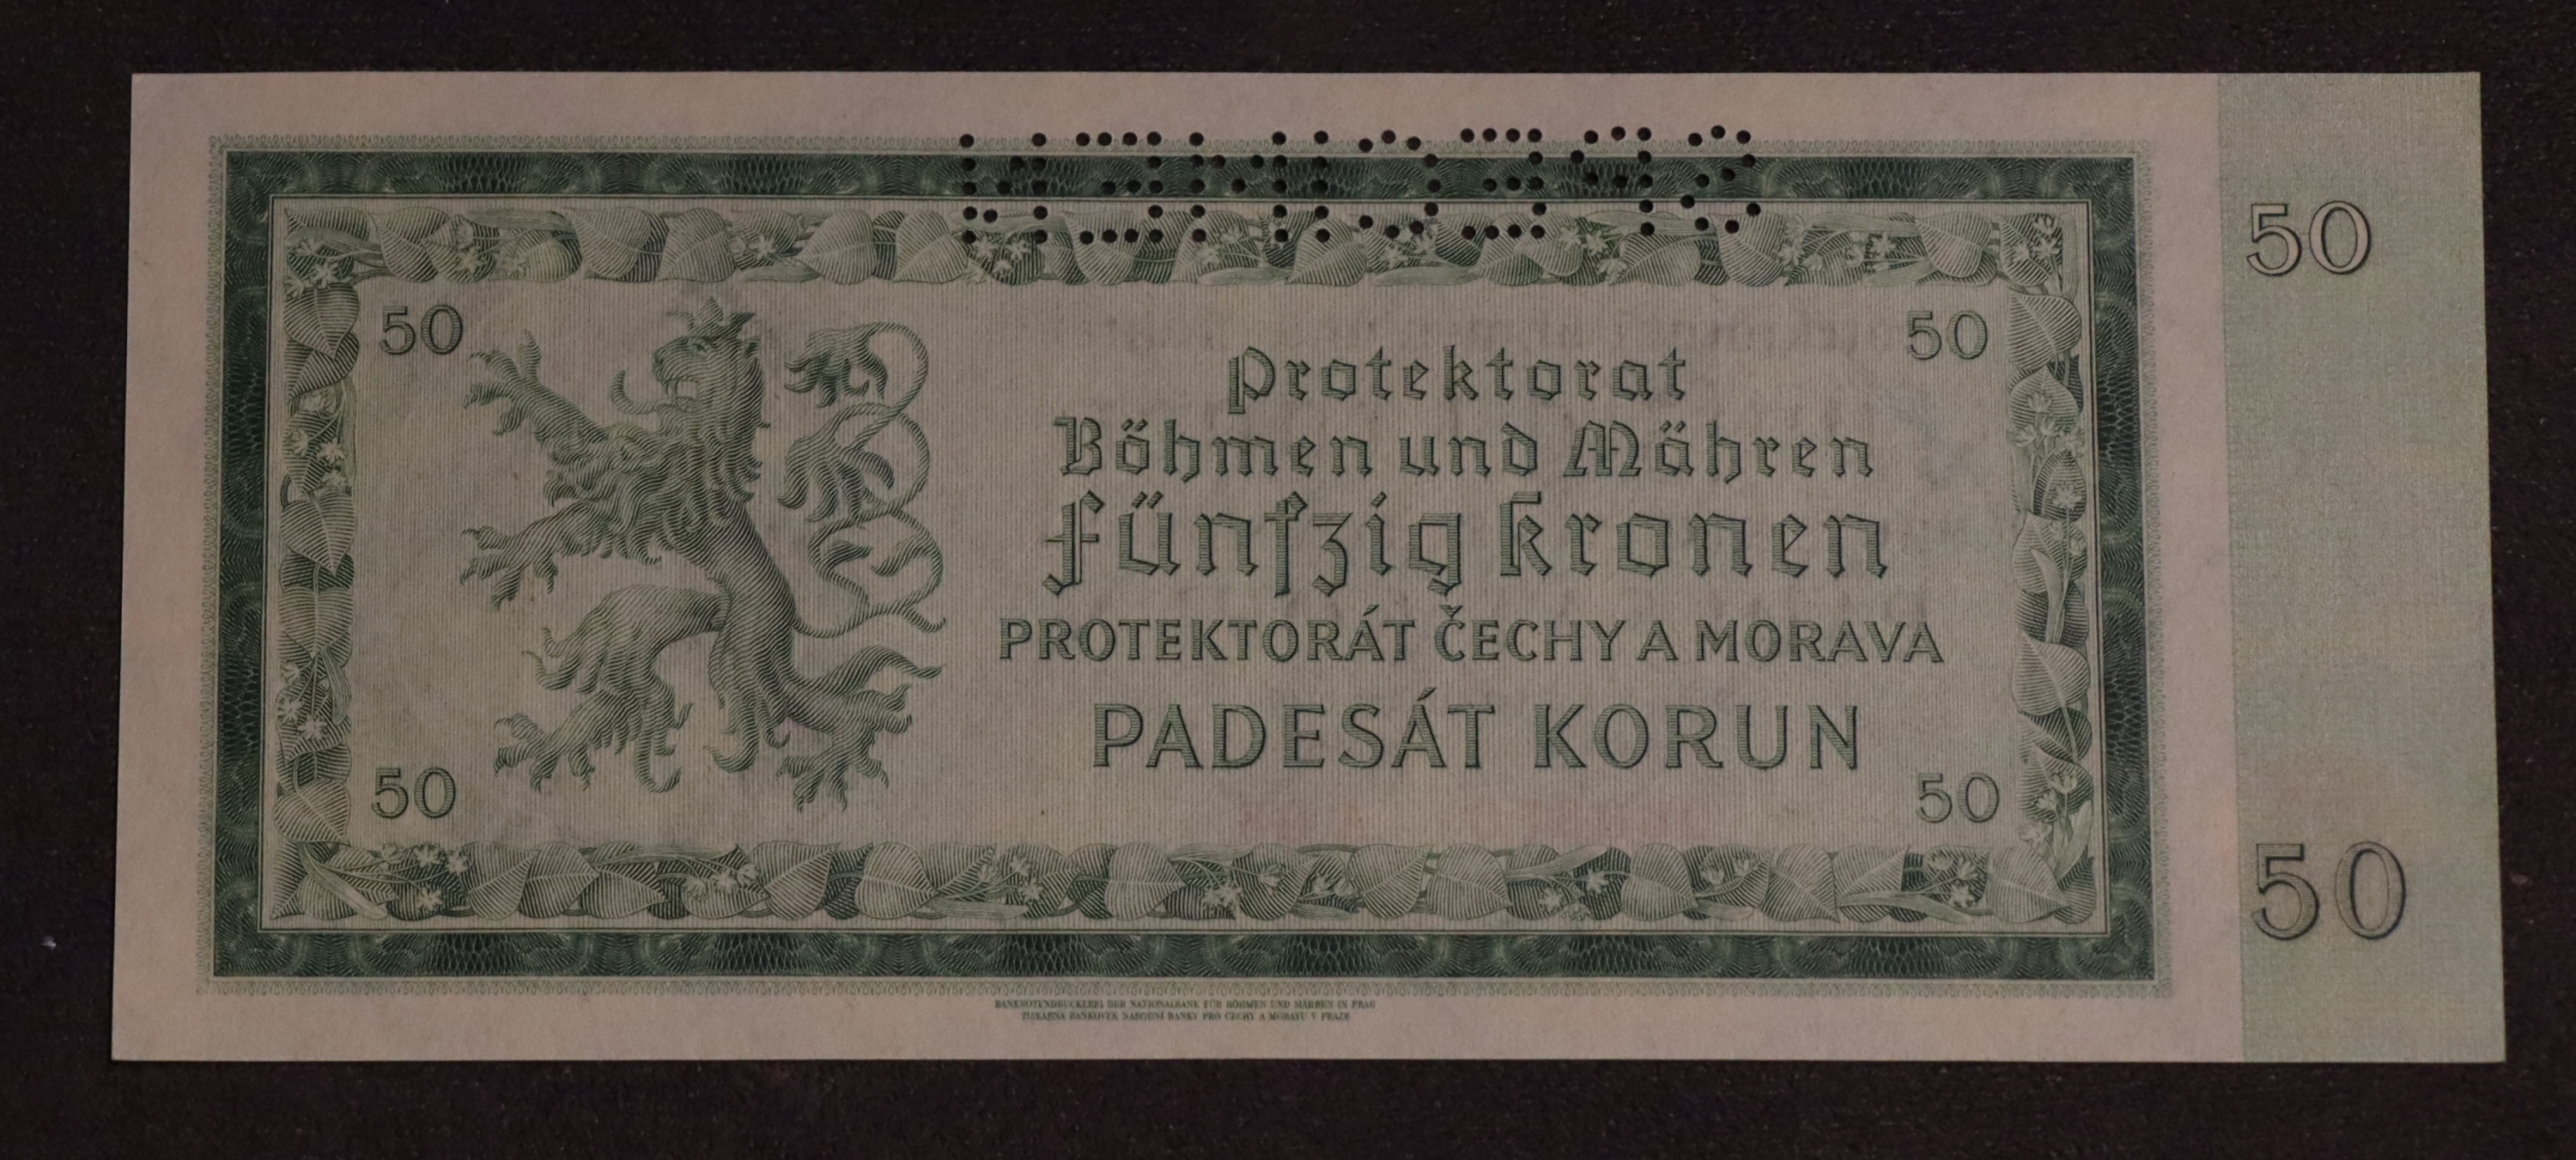 SPECIMEN
50
50
50
Protektorat
Böhmen und Mähren
Fünfzig Kronen
PROTEKTORÁT ČECHY A MORAVA
PADESÁT KORUN
50
50
50
BANKNOTENDRUCKEREI DER NATIONALBANK FÜR BÖHMEN UND MÄHREN IN PRAG
TISKÁRNA BANKOVEK NÁRODNÍ BANKY PRO ČECHY A MORAVU V PRAZE